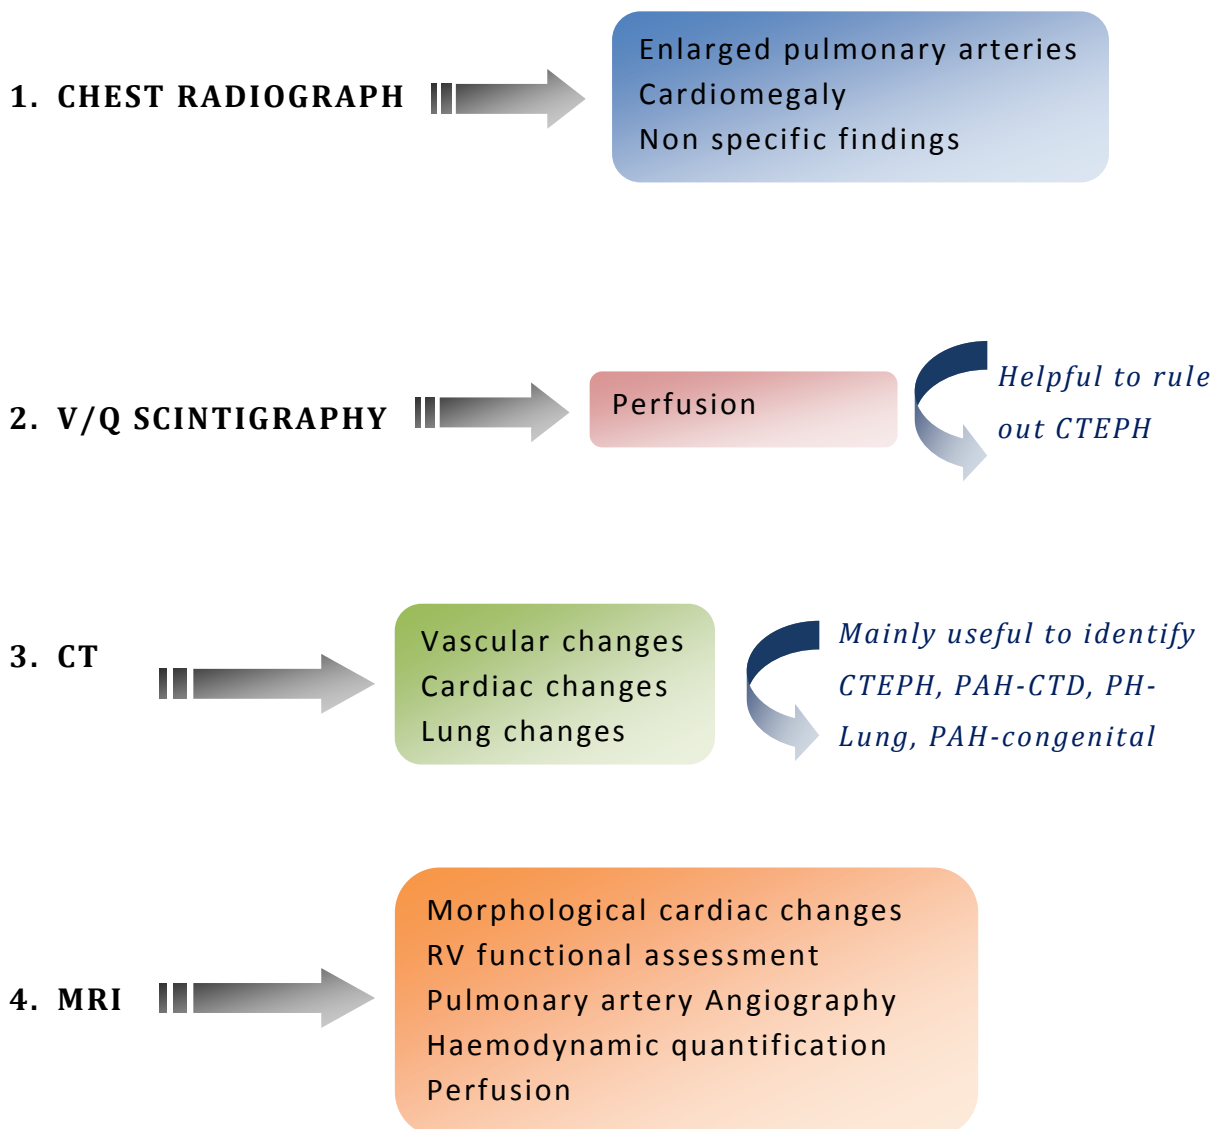 1. CHEST RADIOGRAPH
Enlarged pulmonary arteries
Cardiomegaly
Non specific findings
2. V/Q SCINTIGRAPHY
Perfusion
Helpful to rule
out CTEPH
3. CT
Vascular changes
Cardiac changes
Lung changes
Mainly useful to identify
CTEPH, PAH-CTD, PH-
Lung, PAH-congenital
4. MRI
Morphological cardiac changes
RV functional assessment
Pulmonary artery Angiography
Haemodynamic quantification
Perfusion